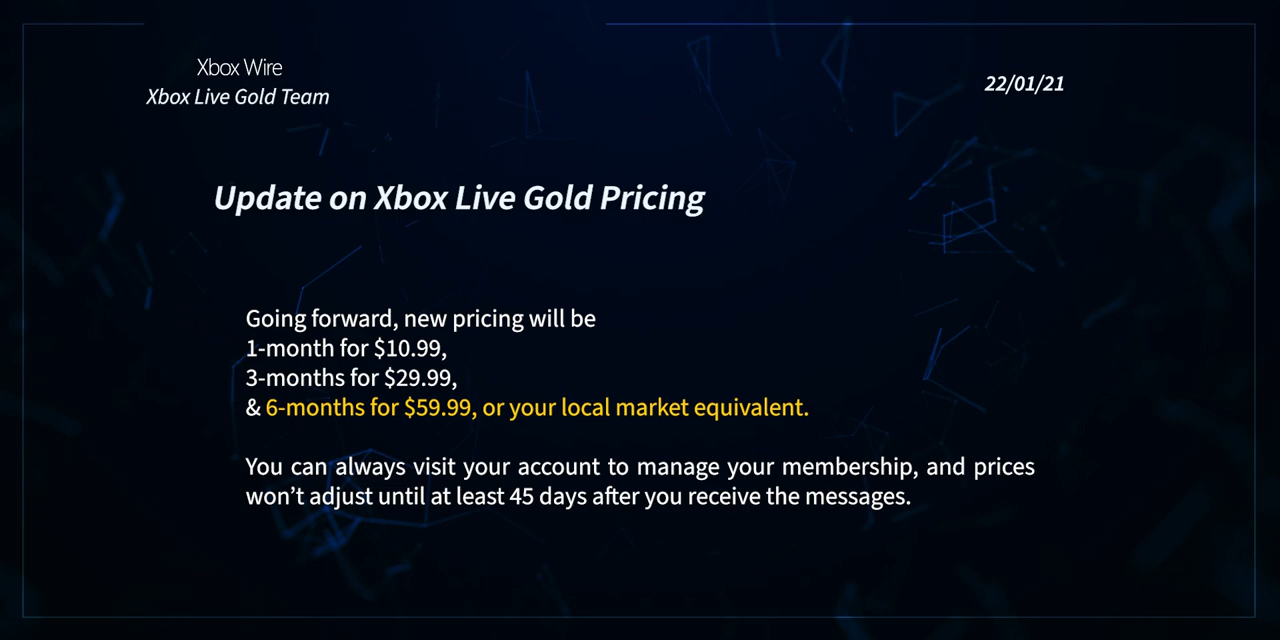 Xbox Wire
Xbox Live Gold Team
22/01/21
Update on Xbox Live Gold Pricing
Going forward, new pricing will be
1-month for $10.99,
3-months for $29.99,
& 6-months for $59.99, or your local market equivalent.
You can always visit your account to manage your membership, and prices
won’t adjust until at least 45 days after you receive the messages.